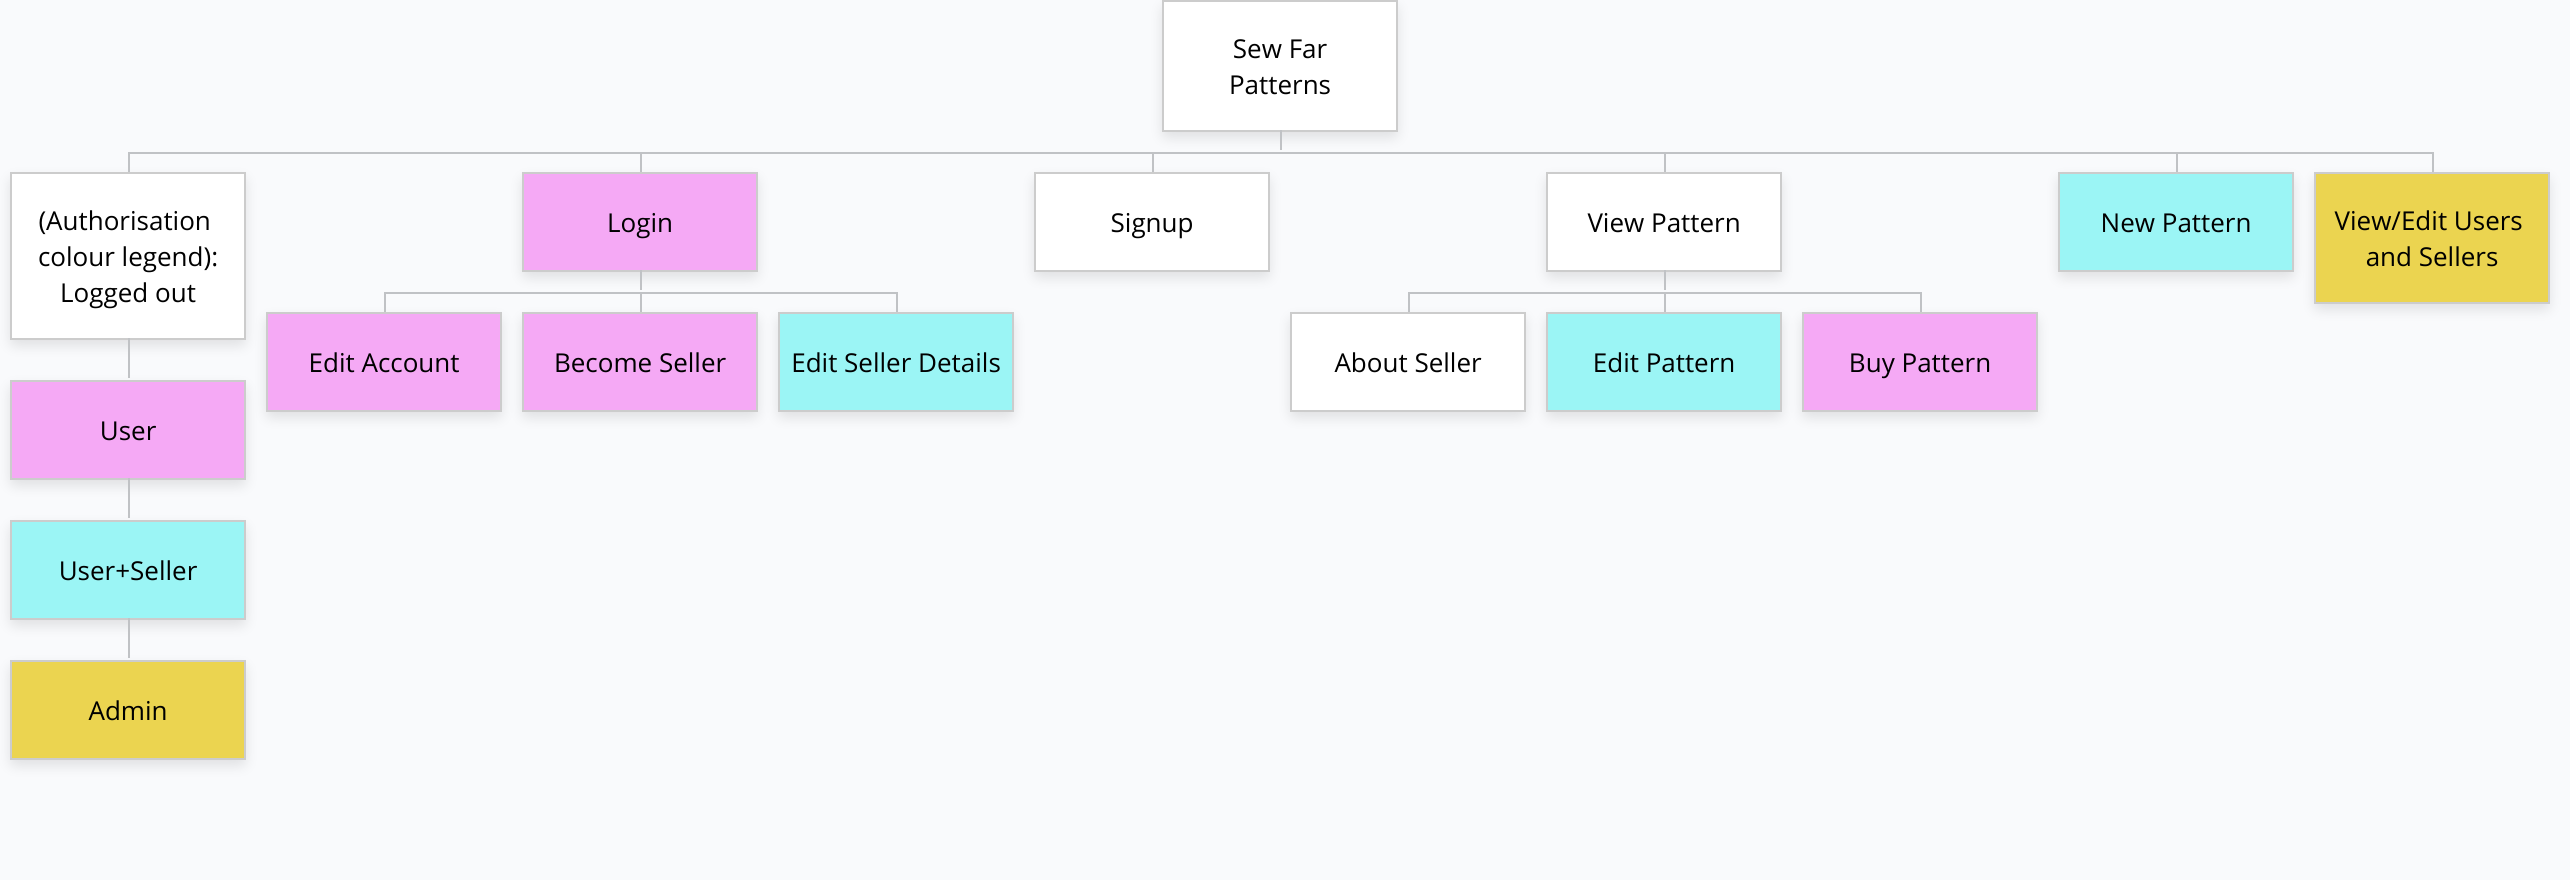 Sew Far
Patterns
(Authorisation
colour legend):
Logged out
Login
Signup
View Pattern
New Pattern
View/Edit Users
and Sellers
Edit Account
Become Seller
Edit Seller Details
About Seller
Edit Pattern
Buy Pattern
User
User+Seller
Admin